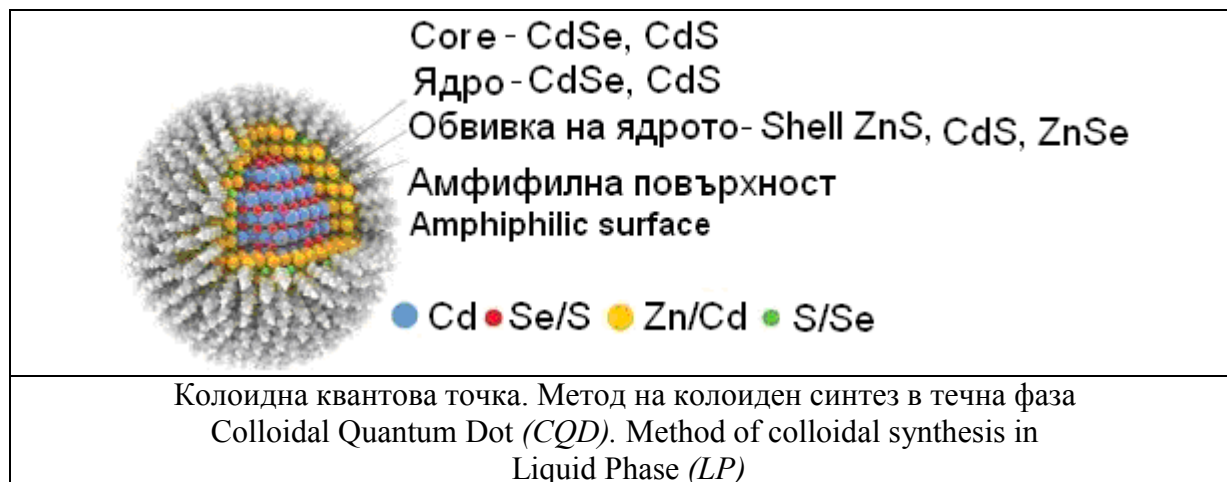 Core - CdSe, CdS
Ядро - CdSe, CdS
Обвивка на ядрото- Shell ZnS, CdS, ZnSe
Амфифилна повърхност
Amphiphilic surface
Cd Se/S Zn/Cd S/Se
Колоидна квантова точка. Метод на колоиден синтез в течна фаза
Colloidal Quantum Dot (CQD). Method of colloidal synthesis in
Liquid Phase (LP)